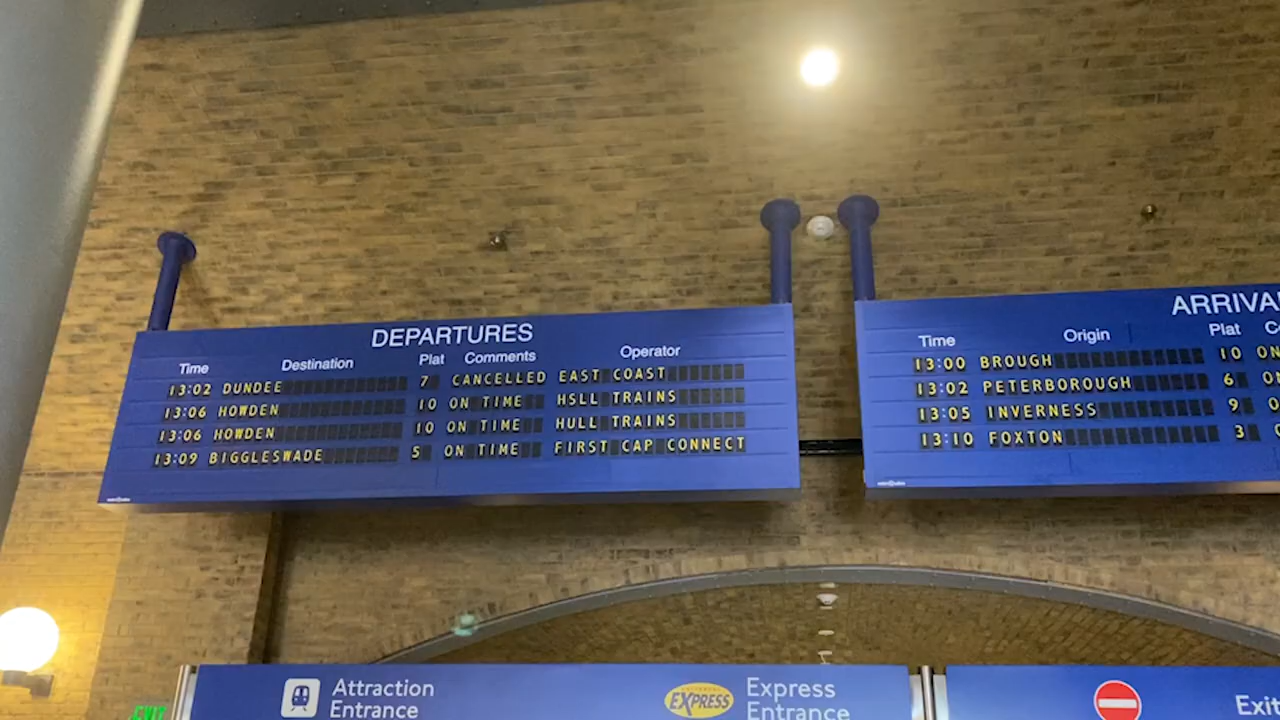 DEPARTURES
Time Destination Plat Comments Operator
13:02 DUNDEE 7 CANCELLED EAST COAST
13:06 HOWDEN 10 ON TIME HSLL TRAINS
13:06 HOWDEN 10 ON TIME HULL TRAINS
13:09 BIGGLESWADE 5 ON TIME FIRST CAP CONNECT
ARRIVA
Time Origin Plat
13:00 BROUGH 10 ON
13:02 PETERBOROUGH 6
13:05 INVERNESS 9
13:10 FOXTON 3
EXIT
Attraction
Entrance
EXPRESS
Express
Entrance
Exit